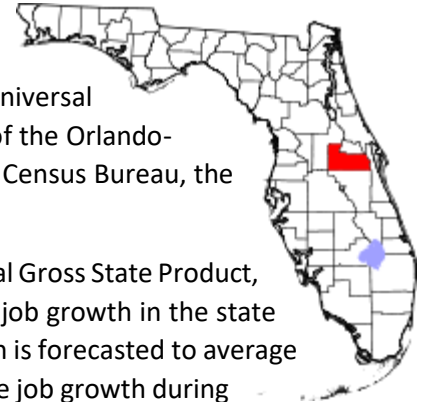 niversal
of the Orlando-
Census Bureau, the
al Gross State Product,
job growth in the state
n is forecasted to average
e job growth during